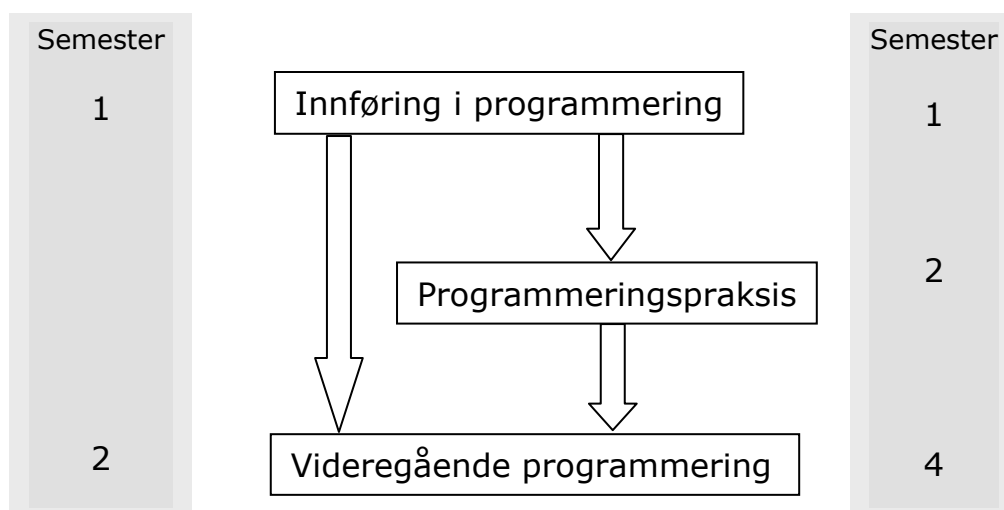 Semester
Semester
1
Innføring i programmering
1
2
Programmeringspraksis
2
Videregående programmering
4